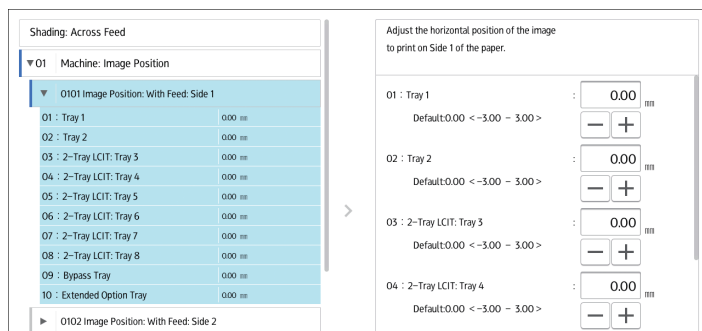 Shading: Across Feed
▼01 Machine: Image Position
▼ 0101 Image Position: With Feed: Side 1
01 : Tray 1 0.00 mm
02 : Tray 2 0.00 mm
03 : 2-Tray LCIT: Tray 3 0.00 mm
04 : 2-Tray LCIT: Tray 4 0.00 mm
05 : 2-Tray LCIT: Tray 5 0.00 mm
06 : 2-Tray LCIT: Tray 6 0.00 mm
07 : 2-Tray LCIT: Tray 7 0.00 mm
08 : 2-Tray LCIT: Tray 8 0.00 mm
09 : Bypass Tray 0.00 mm
10 : Extended Option Tray 0.00 mm
▶ 0102 Image Position: With Feed: Side 2
Adjust the horizontal position of the image
to print on Side 1 of the paper.
01 : Tray 1 : 0.00 mm
Default:0.00 < -3.00 - 3.00 > − +
02 : Tray 2 : 0.00 mm
Default:0.00 < -3.00 - 3.00 > − +
03 : 2-Tray LCIT: Tray 3 : 0.00 mm
Default:0.00 < -3.00 - 3.00 > − +
04 : 2-Tray LCIT: Tray 4 : 0.00 mm
Default:0.00 < -3.00 - 3.00 > − +